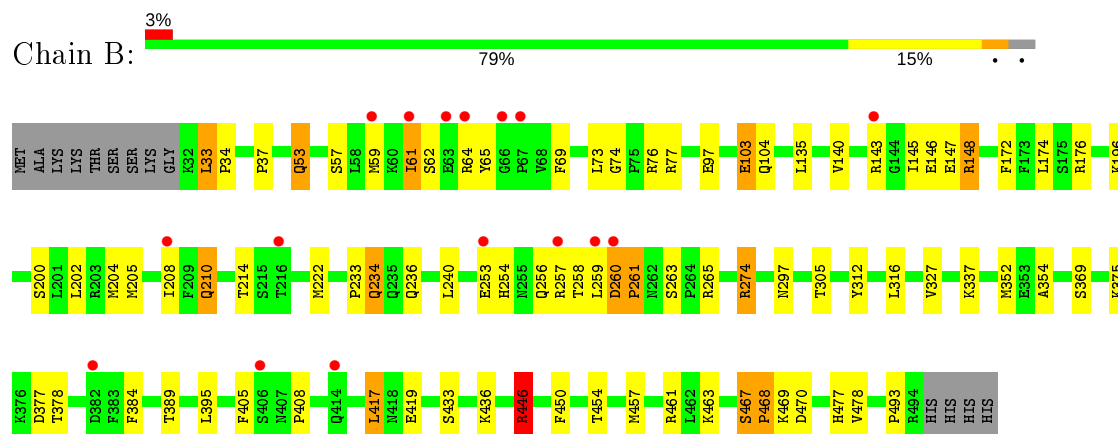 3%
Chain B:
79% 15% • •
MET ALA LYS LYS THR SER SER LYS GLY K32 L33 P34 P37 Q53 S57 L58 M59 K60 I61 S62 E63 R64 Y65 G66 P67 V68 F69 L73 G74 P75 R76 R77 E97 E103 Q104 L135 V140 R143 G144 I145 E146 E147 R148 F172 F173 L174 S175 R176 K196
S200 L201 L202 R203 M204 M205 I208 F209 Q210 T214 S215 T216 M222 P233 Q234 Q235 Q236 L240 E253 H254 N255 Q256 R257 T258 L259 D260 P261 N262 S263 P264 R265 R274 N297 T305 Y312 L316 V327 K337 M352 E353 A354 S369 K375
K376 D377 T378 D382 F383 F384 T389 L395 F405 S406 N407 P408 Q414 L417 N418 E419 S433 K436 R446 F450 T454 M457 R461 L462 K463 S467 P468 K469 D470 H477 V478 P493 R494 HIS HIS HIS HIS